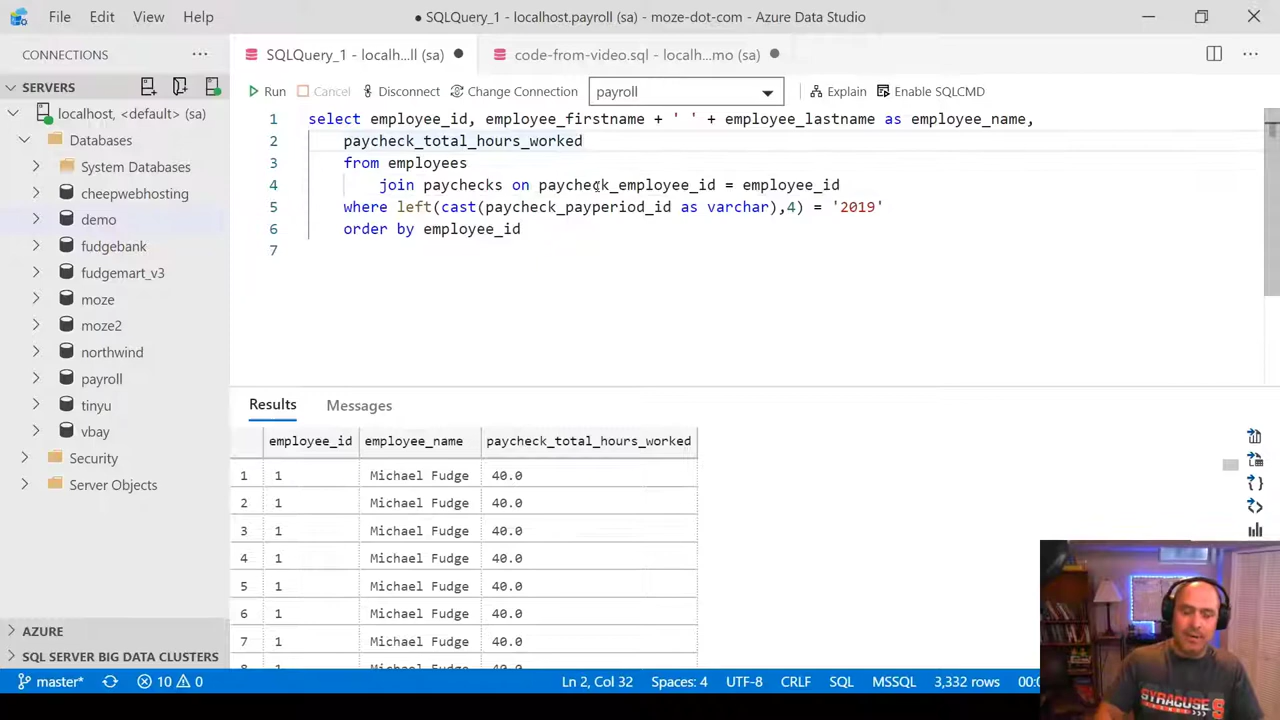 File Edit View Help
● SQLQuery_1 - localhost.payroll (sa) - moze-dot-com - Azure Data Studio
CONNECTIONS
SERVERS
localhost, <default> (sa)
Databases
System Databases
cheepwebhosting
demo
fudgebank
fudgemart_v3
moze
moze2
northwind
payroll
tinyu
vbay
Security
Server Objects
AZURE
SQL SERVER BIG DATA CLUSTERS
SQLQuery_1 - localh...ll (sa) ●
code-from-video.sql - localh...mo (sa) ●
Run Cancel Disconnect Change Connection payroll Explain Enable SQLCMD
1 select employee_id, employee_firstname + ' ' + employee_lastname as employee_name,
2 paycheck_total_hours_worked
3 from employees
4 join paychecks on paycheck_employee_id = employee_id
5 where left(cast(paycheck_payperiod_id as varchar),4) = '2019'
6 order by employee_id
7
Results Messages
employee_id employee_name paycheck_total_hours_worked
1 1 Michael Fudge 40.0
2 1 Michael Fudge 40.0
3 1 Michael Fudge 40.0
4 1 Michael Fudge 40.0
5 1 Michael Fudge 40.0
6 1 Michael Fudge 40.0
7 1 Michael Fudge 40.0
8 1 Michael Fudge 40.0
master* 10 0 Ln 2, Col 32 Spaces: 4 UTF-8 CRLF SQL MSSQL 3,332 rows
SYRACUSE